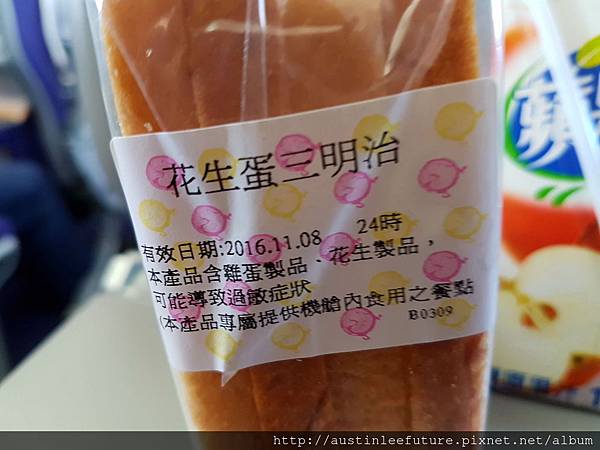 花生蛋三明治
有效日期:2016.11.08 24時
本產品含雞蛋製品、花生製品，
可能導致過敏症狀
(本產品專屬提供機艙內食用之餐點
B0309
蘋
http://austinleefuture.pixnet.net/album